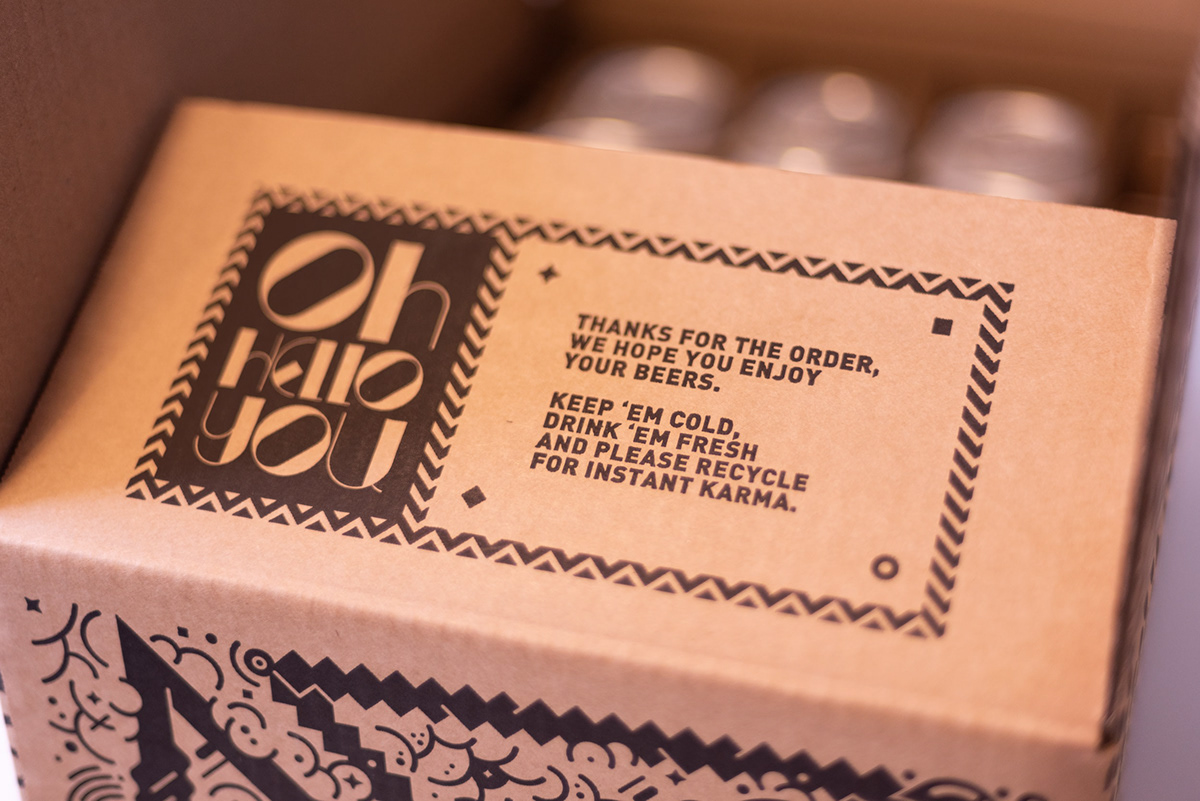 Oh
Hello
you
THANKS FOR THE ORDER,
WE HOPE YOU ENJOY
YOUR BEERS.
KEEP ‘EM COLD,
DRINK ‘EM FRESH
AND PLEASE RECYCLE
FOR INSTANT KARMA.